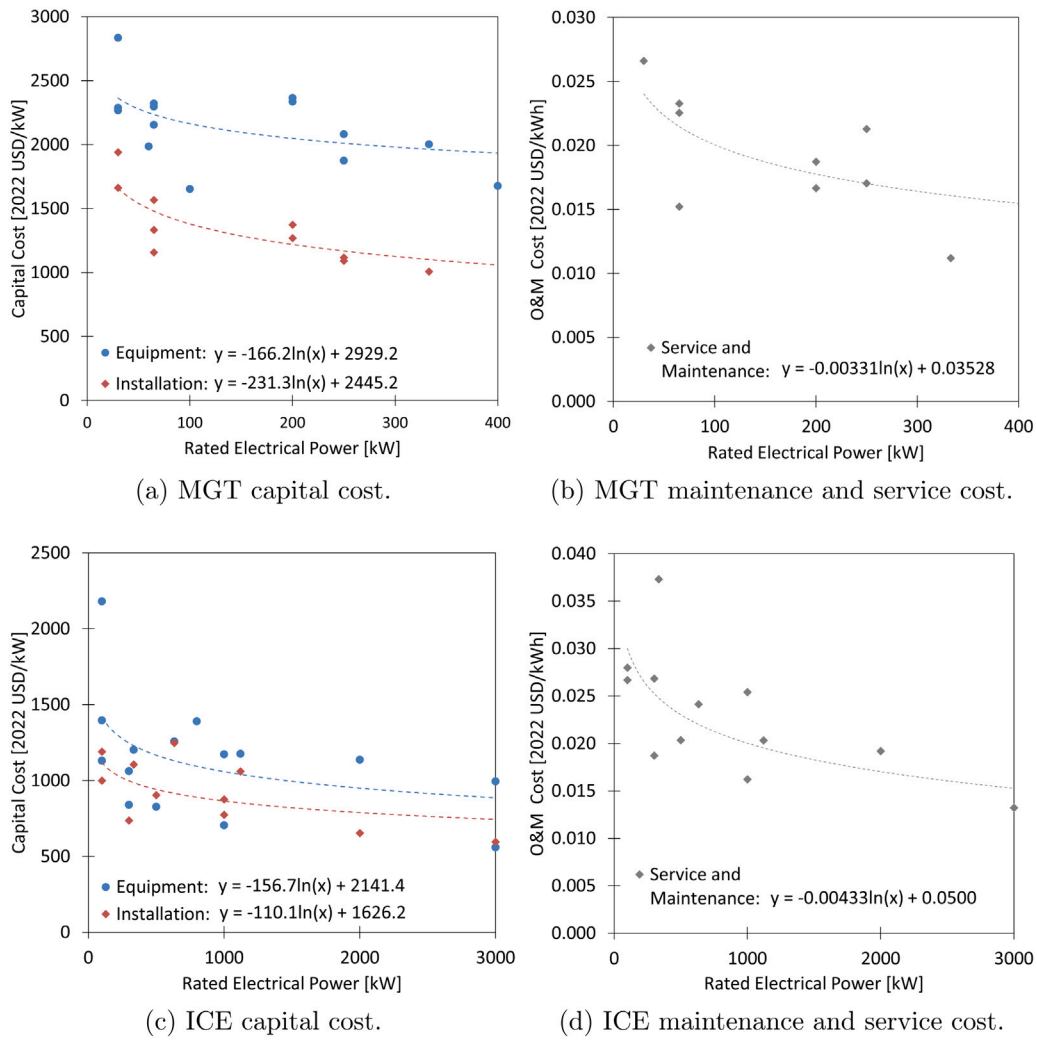 3000
2500
2000
1500
1000
500
0
Capital Cost [2022 USD/kW]
Equipment: y = -166.2ln(x) + 2929.2
Installation: y = -231.3ln(x) + 2445.2
0 100 200 300 400
Rated Electrical Power [kW]
(a) MGT capital cost.
0.030
0.025
0.020
0.015
0.010
0.005
0.000
O&M Cost [2022 USD/kWh]
Service and
Maintenance: y = -0.00331ln(x) + 0.03528
0 100 200 300 400
Rated Electrical Power [kW]
(b) MGT maintenance and service cost.
2500
2000
1500
1000
500
0
Capital Cost [2022 USD/kW]
Equipment: y = -156.7ln(x) + 2141.4
Installation: y = -110.1ln(x) + 1626.2
0 1000 2000 3000
Rated Electrical Power [kW]
(c) ICE capital cost.
0.040
0.035
0.030
0.025
0.020
0.015
0.010
0.005
0.000
O&M Cost [2022 USD/kWh]
Service and
Maintenance: y = -0.00433ln(x) + 0.0500
0 1000 2000 3000
Rated Electrical Power [kW]
(d) ICE maintenance and service cost.